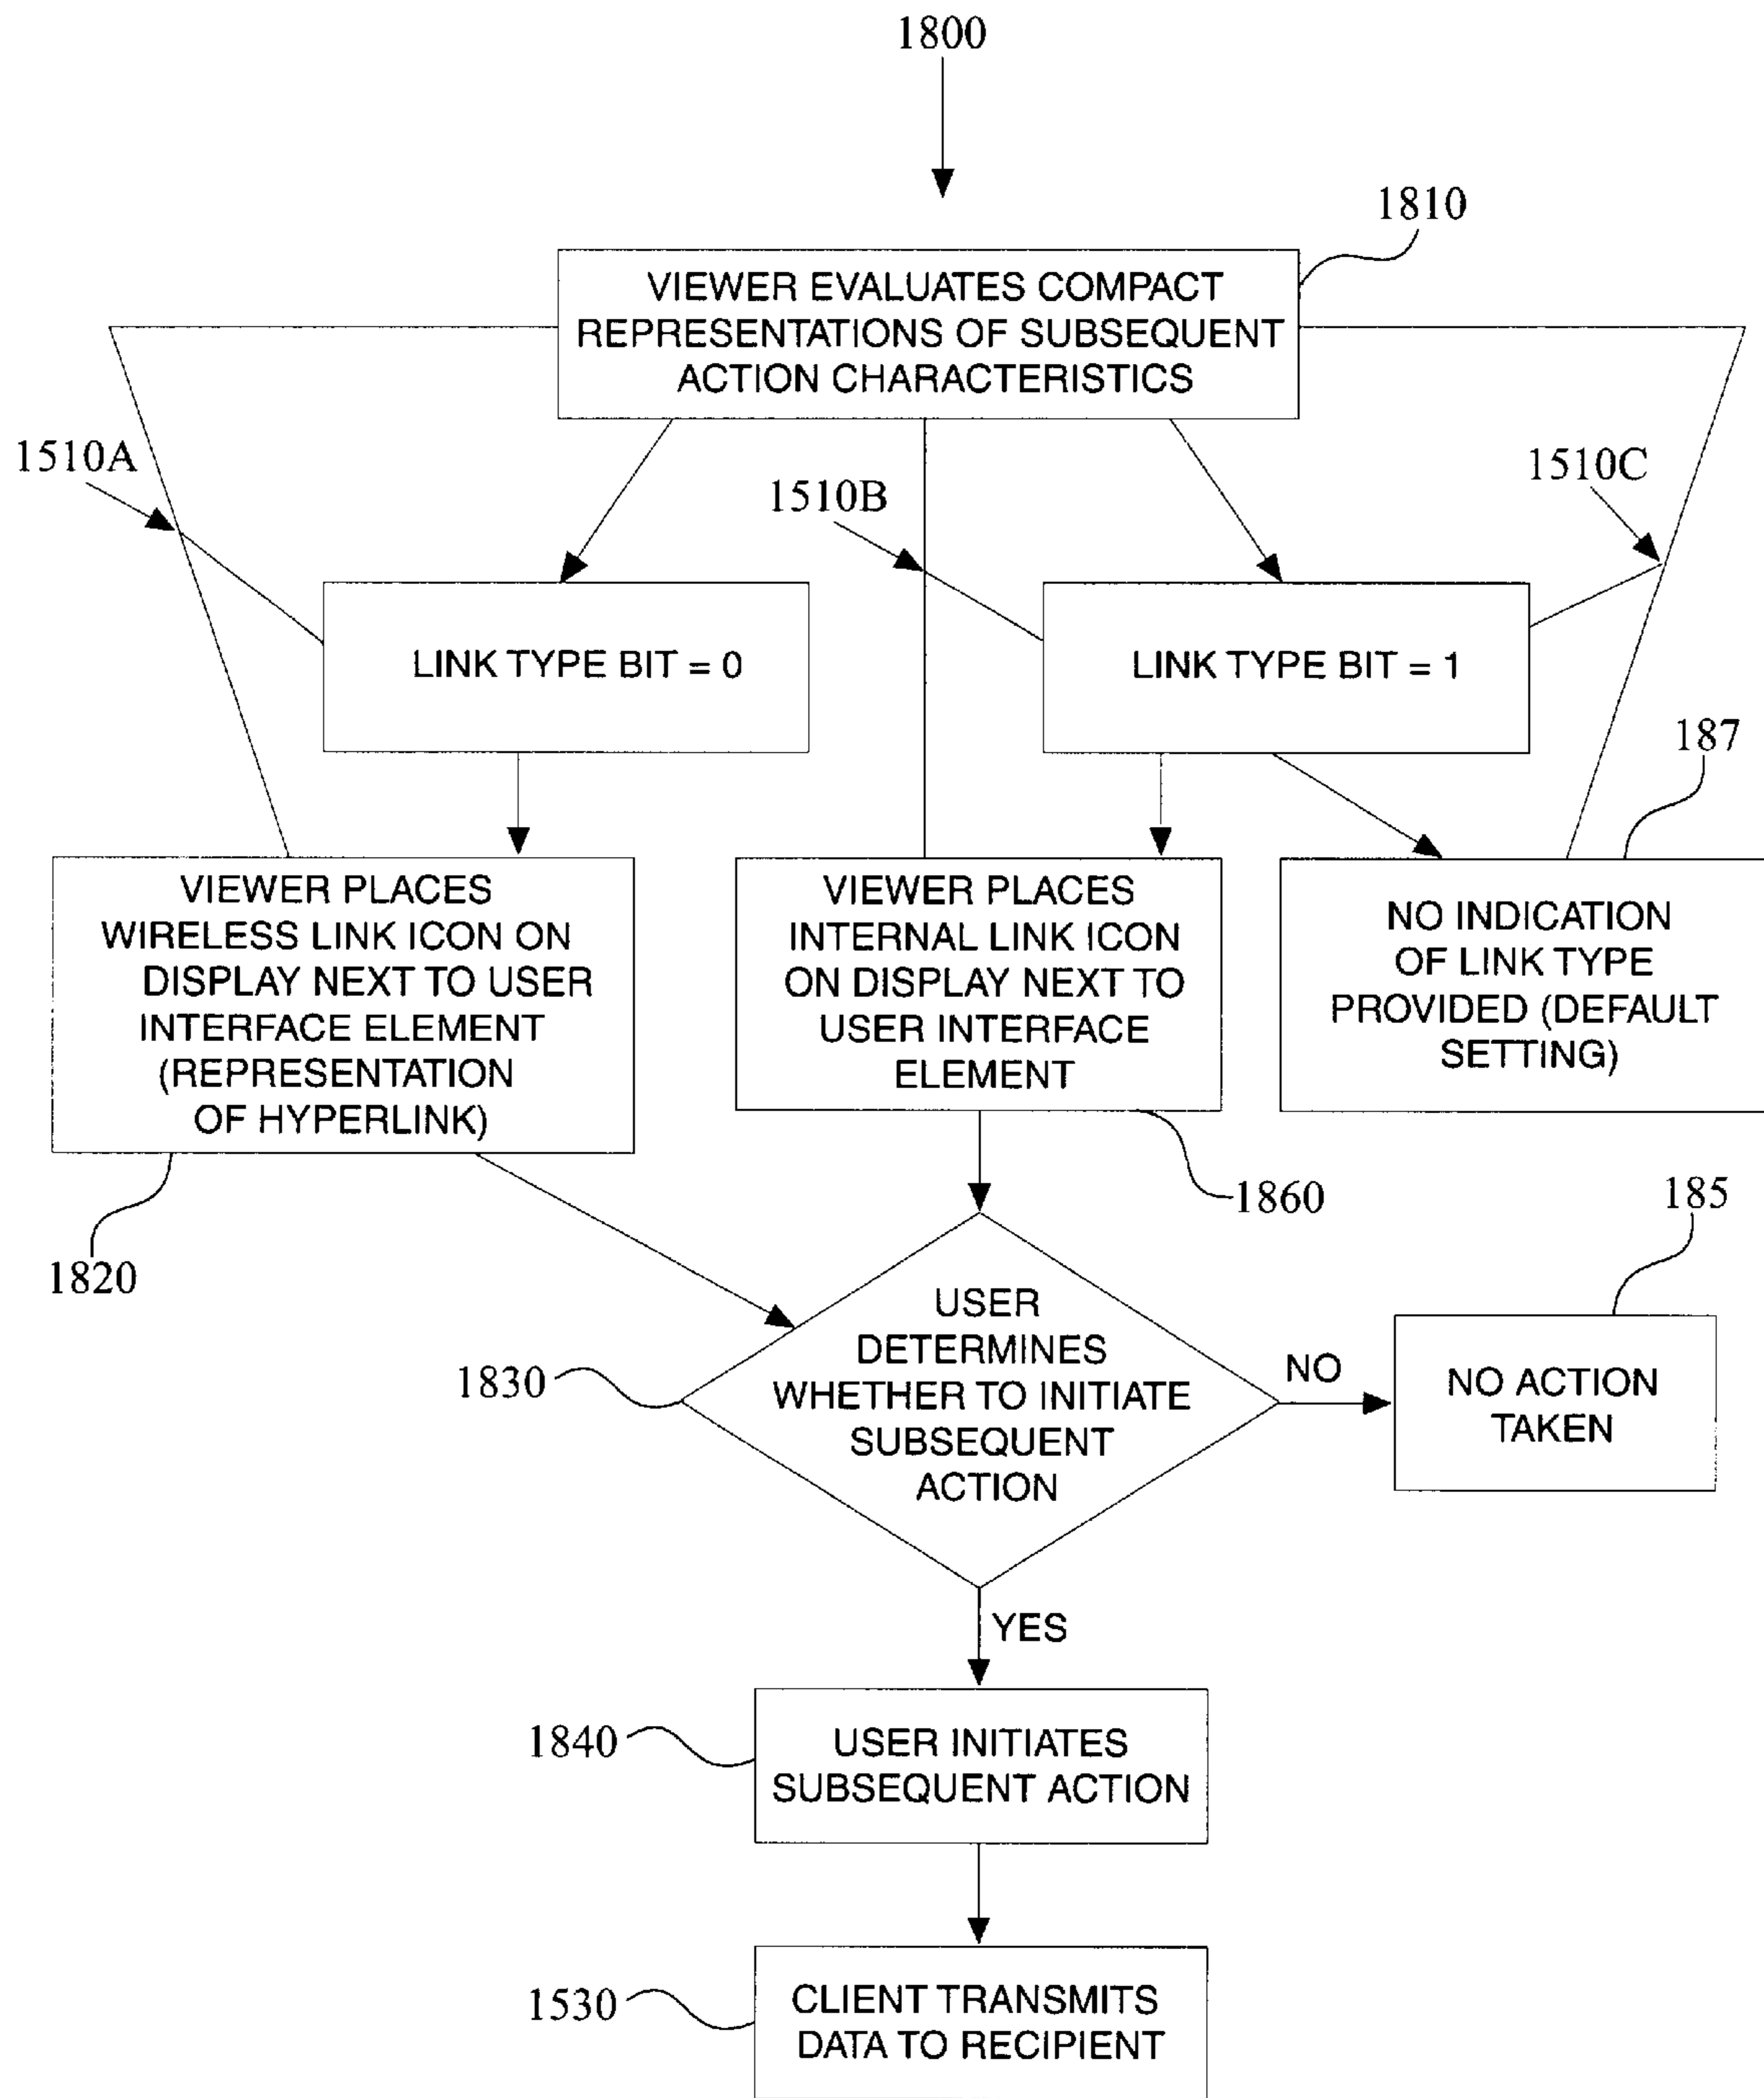 1800
1810
VIEWER EVALUATES COMPACT
REPRESENTATIONS OF SUBSEQUENT
ACTION CHARACTERISTICS
1510A
1510B
1510C
LINK TYPE BIT = 0
LINK TYPE BIT = 1
187
VIEWER PLACES
WIRELESS LINK ICON ON
DISPLAY NEXT TO USER
INTERFACE ELEMENT
(REPRESENTATION
OF HYPERLINK)
VIEWER PLACES
INTERNAL LINK ICON
ON DISPLAY NEXT TO
USER INTERFACE
ELEMENT
NO INDICATION
OF LINK TYPE
PROVIDED (DEFAULT
SETTING)
1820
1860
185
USER
DETERMINES
WHETHER TO INITIATE
SUBSEQUENT
ACTION
1830
NO
NO ACTION
TAKEN
YES
1840
USER INITIATES
SUBSEQUENT ACTION
1530
CLIENT TRANSMITS
DATA TO RECIPIENT